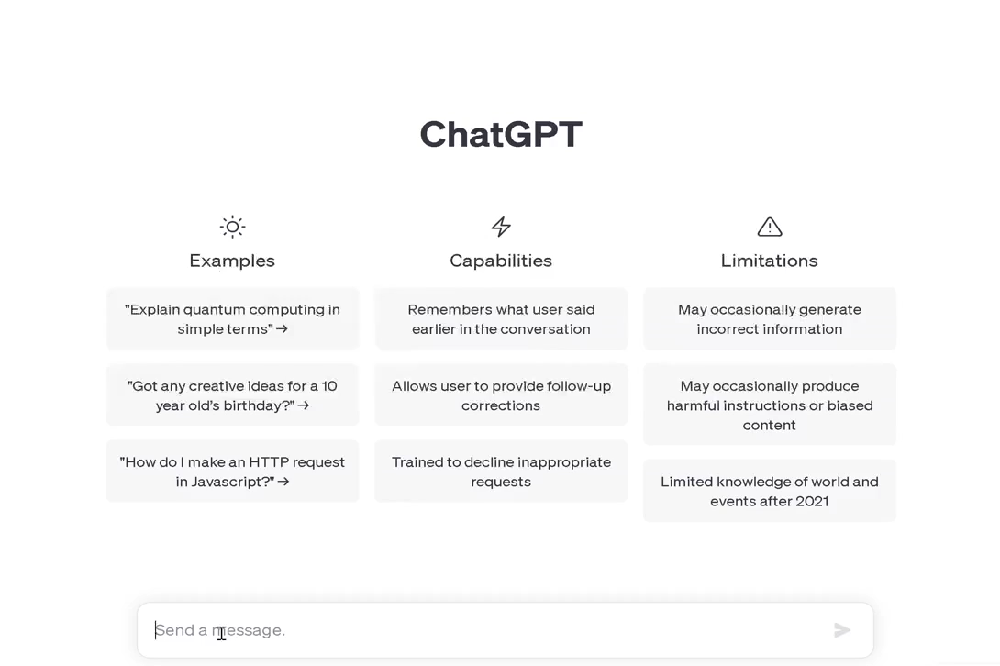 ChatGPT
Examples
"Explain quantum computing in
simple terms" →
"Got any creative ideas for a 10
year old's birthday?" →
"How do I make an HTTP request
in Javascript?" →
Capabilities
Remembers what user said
earlier in the conversation
Allows user to provide follow-up
corrections
Trained to decline inappropriate
requests
Limitations
May occasionally generate
incorrect information
May occasionally produce
harmful instructions or biased
content
Limited knowledge of world and
events after 2021
Send a message.